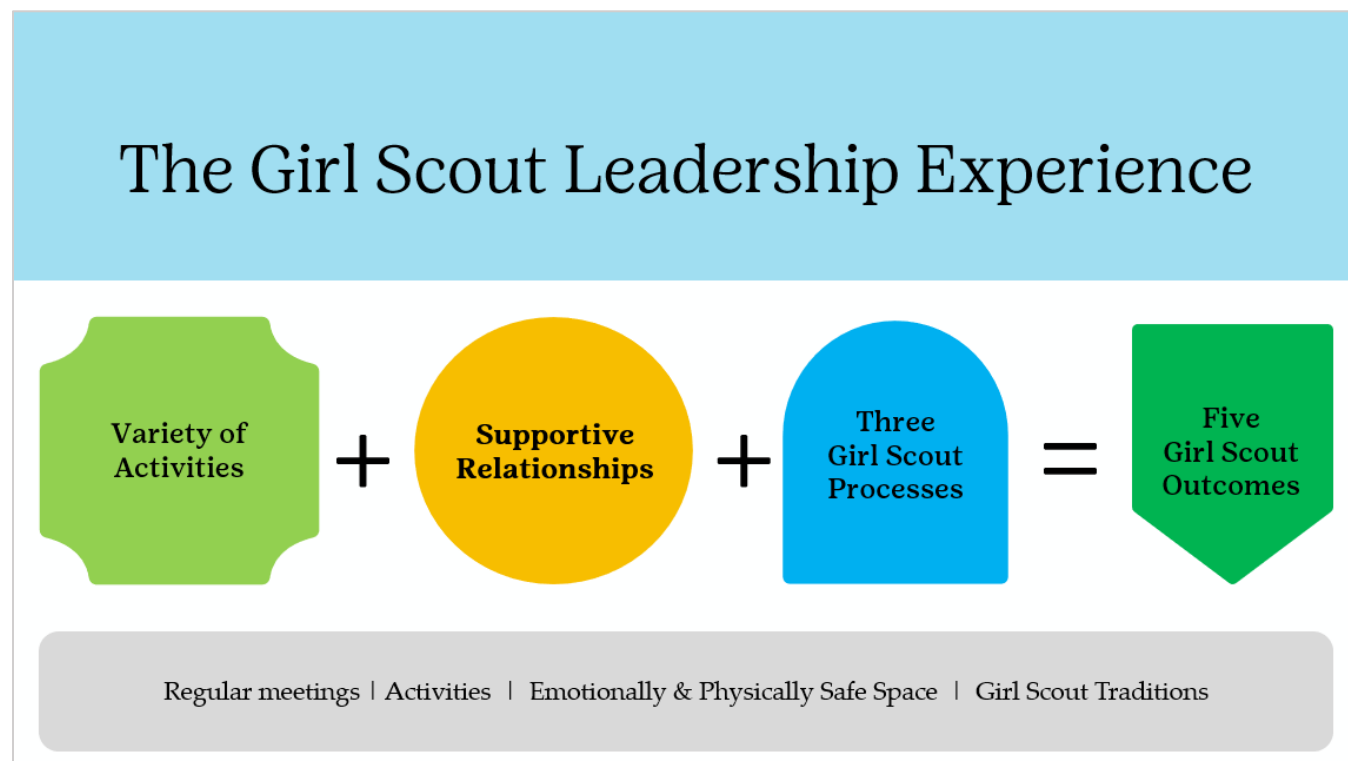 The Girl Scout Leadership Experience
Variety of
Activities
+
Supportive
Relationships
+
Three
Girl Scout
Processes
=
Five
Girl Scout
Outcomes
Regular meetings | Activities | Emotionally & Physically Safe Space | Girl Scout Traditions